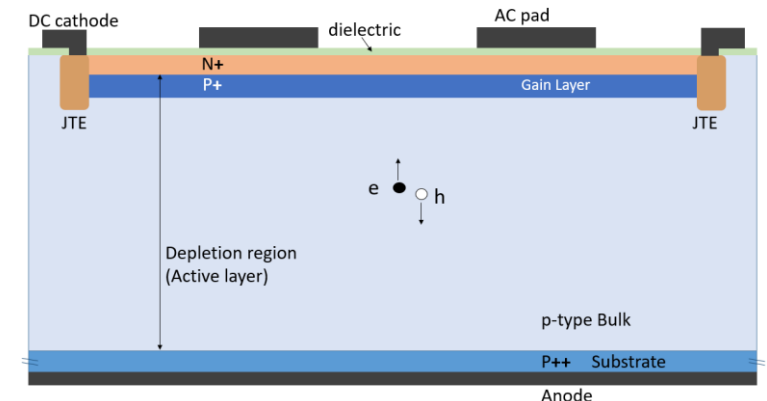 DC cathode
dielectric
AC pad
N+
P+
Gain Layer
JTE
JTE
e
h
Depletion region
(Active layer)
p-type Bulk
P++ Substrate
Anode